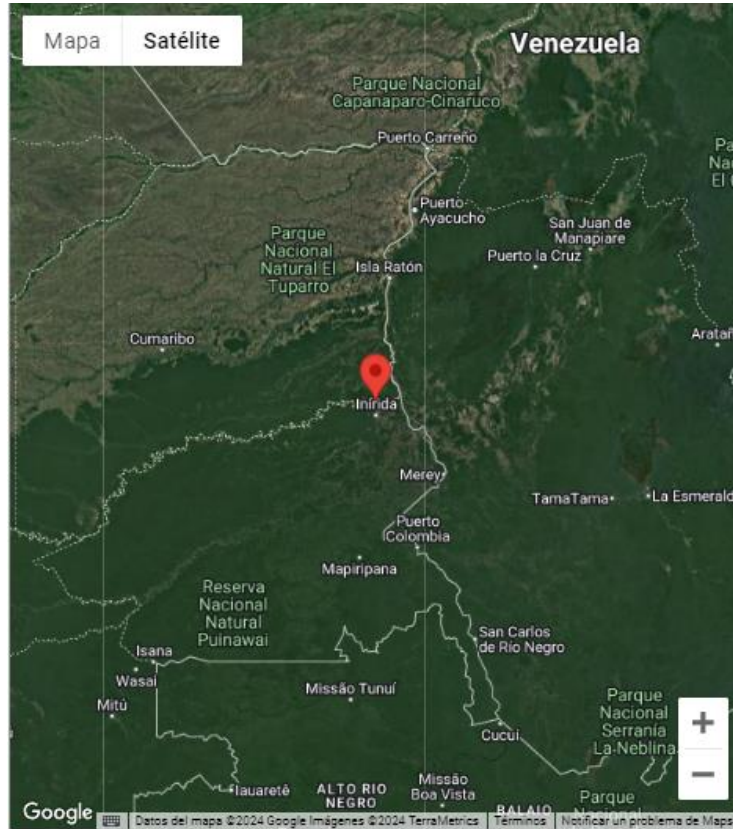 Mapa
Satélite
Venezuela
Parque Nacional
Capanaparo-Cinaruco
Puerto Carreño
Puerto
Ayacucho
San Juan de
Manapiare
Parque
Nacional
Natural El
Tuparro
Isla Ratón
Puerto la Cruz
Cumaribo
Inírida
Merey
TamaTama
La Esmerald
Puerto
Colombia
Mapiripana
Reserva
Nacional
Natural
Puinawai
San Carlos
de Río Negro
Isana
Wasai
Mitú
Missão Tunuí
Parque
Nacional
Serranía
La Neblina
Cucuí
Iauaretê
ALTO RIO
NEGRO
Missão
Boa Vista
BALAIO
Parque
Google
Datos del mapa ©2024 Google Imágenes ©2024 TerraMetrics
Términos
Notificar un problema de Maps